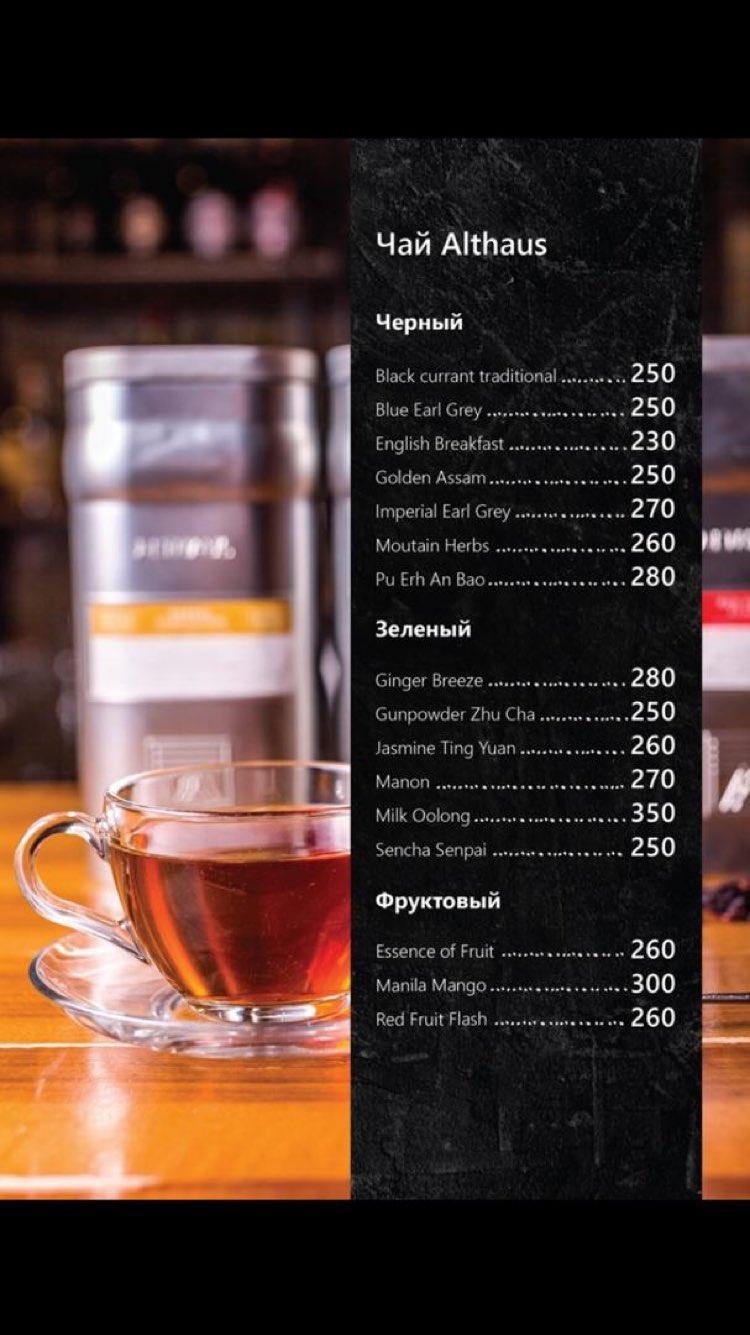 Чай Althaus
Черный
Black currant traditional .......... 250
Blue Earl Grey .................... 250
English Breakfast .................. 230
Golden Assam .................... 250
Imperial Earl Grey ................ 270
Moutain Herbs ................... 260
Pu Erh An Bao .................... 280
Зеленый
Ginger Breeze .................... 280
Gunpowder Zhu Cha ............. 250
Jasmine Ting Yuan ............... 260
Manon ........................... 270
Milk Oolong ...................... 350
Sencha Senpai ................... 250
Фруктовый
Essence of Fruit .................. 260
Manila Mango .................... 300
Red Fruit Flash ................... 260